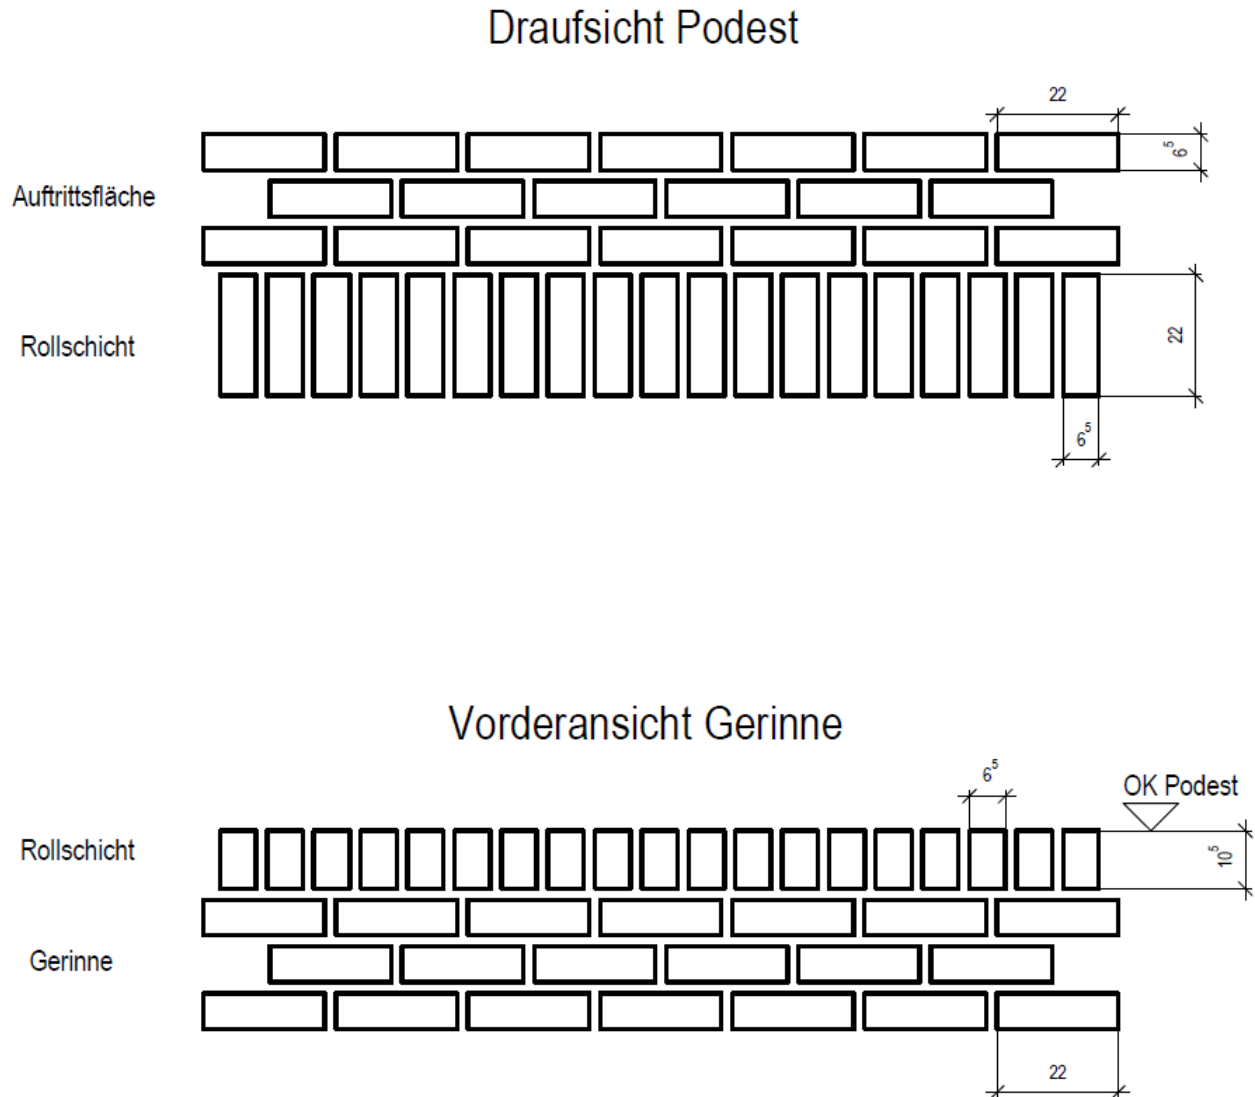 Draufsicht Podest
22
6⁵
Auftrittsfläche
Rollschicht
22
6⁵
Vorderansicht Gerinne
6⁵
OK Podest
Rollschicht
10⁵
Gerinne
22